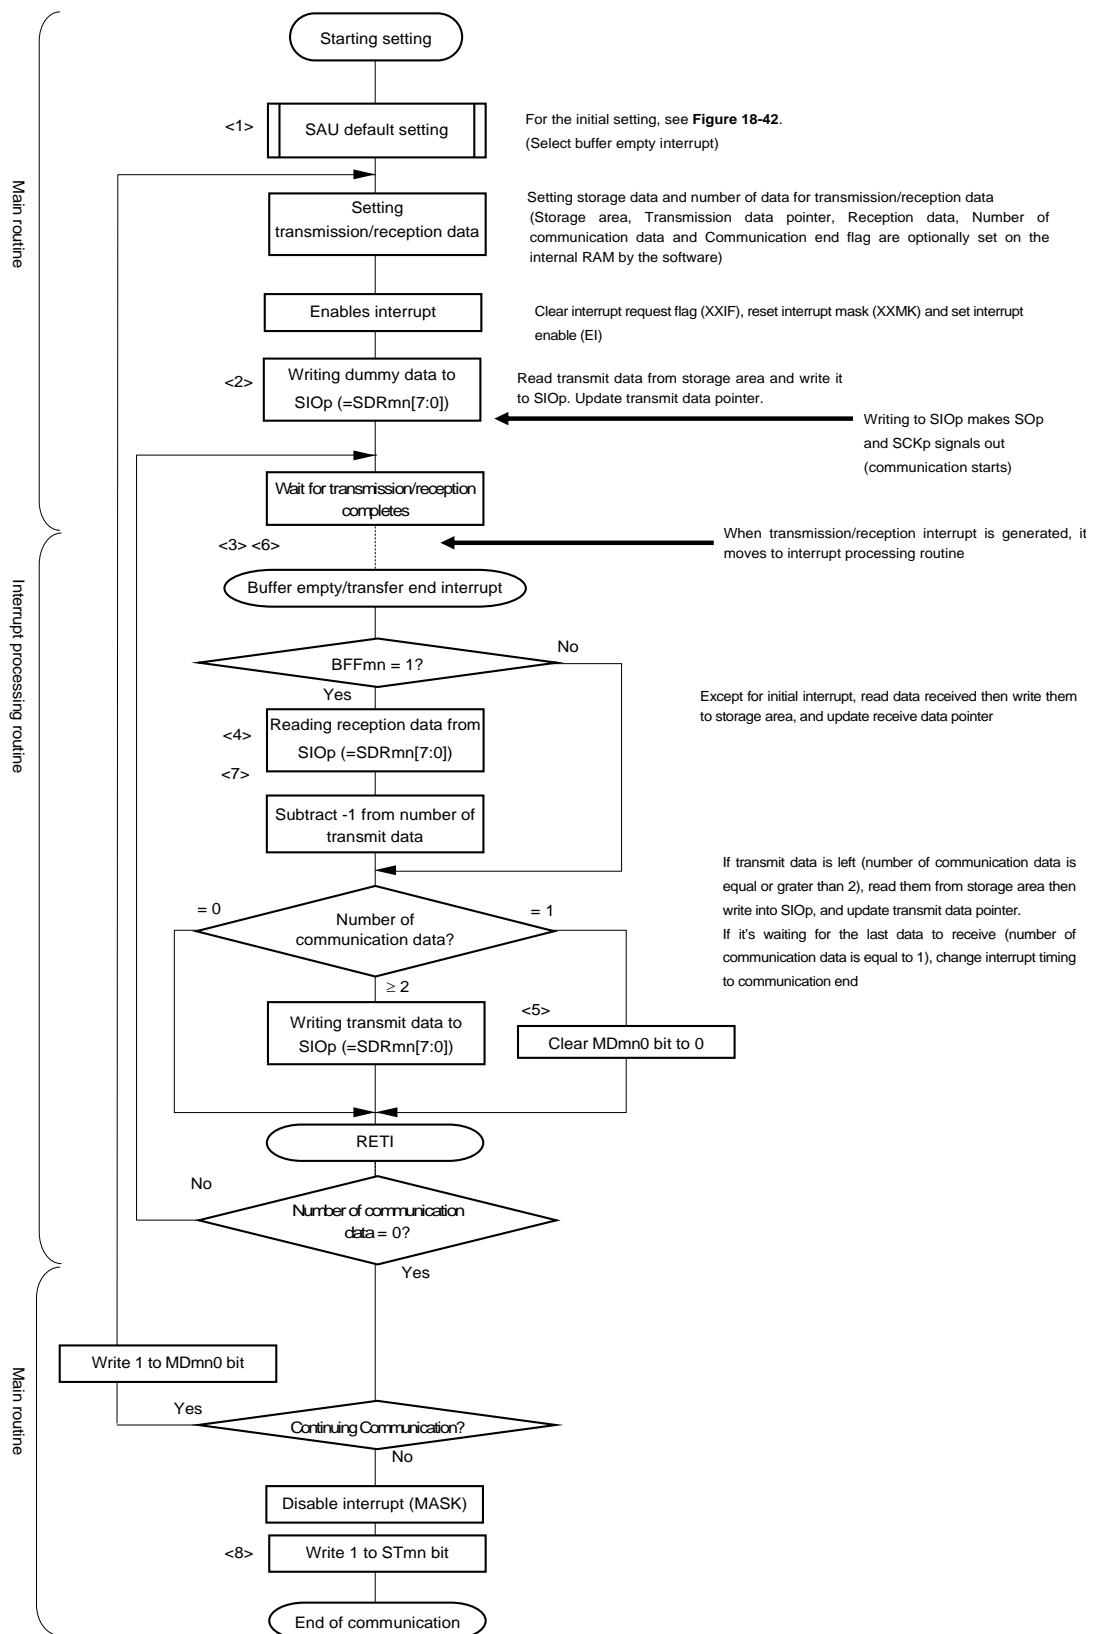 Starting setting
<1>
SAU default setting
For the initial setting, see Figure 18-42.
(Select buffer empty interrupt)
Main routine
Setting
transmission/reception data
Setting storage data and number of data for transmission/reception data
(Storage area, Transmission data pointer, Reception data, Number of
communication data and Communication end flag are optionally set on the
internal RAM by the software)
Enables interrupt
Clear interrupt request flag (XXIF), reset interrupt mask (XXMK) and set interrupt
enable (EI)
<2>
Writing dummy data to
SIOp (=SDRmn[7:0])
Read transmit data from storage area and write it
to SIOp. Update transmit data pointer.
Writing to SIOp makes SOp
and SCKp signals out
(communication starts)
Wait for transmission/reception
completes
<3> <6>
When transmission/reception interrupt is generated, it
moves to interrupt processing routine
Interrupt processing routine
Buffer empty/transfer end interrupt
BFFmn = 1?
No
Yes
<4>
Reading reception data from
SIOp (=SDRmn[7:0])
Except for initial interrupt, read data received then write them
to storage area, and update receive data pointer
<7>
Subtract -1 from number of
transmit data
= 0
Number of
communication data?
= 1
≥ 2
If transmit data is left (number of communication data is
equal or grater than 2), read them from storage area then
write into SIOp, and update transmit data pointer.
If it's waiting for the last data to receive (number of
communication data is equal to 1), change interrupt timing
to communication end
Writing transmit data to
SIOp (=SDRmn[7:0])
<5>
Clear MDmn0 bit to 0
RETI
No
Number of communication
data = 0?
Yes
Main routine
Write 1 to MDmn0 bit
Yes
Continuing Communication?
No
Disable interrupt (MASK)
<8>
Write 1 to STmn bit
End of communication